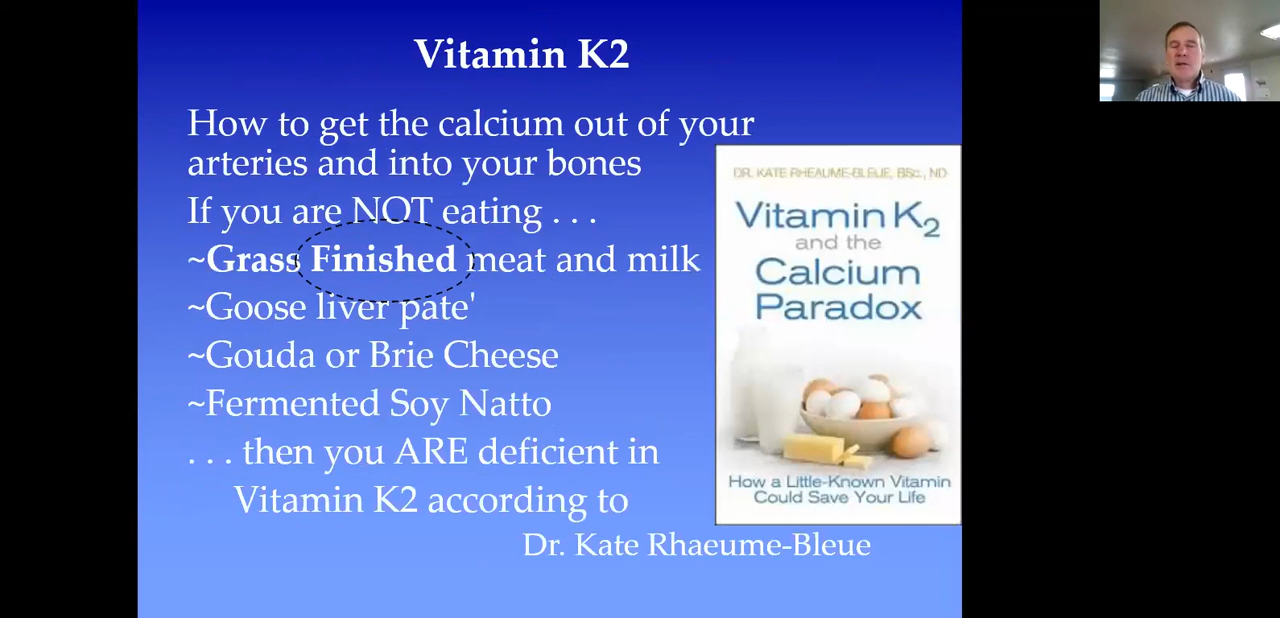 Vitamin K2
How to get the calcium out of your
arteries and into your bones
If you are NOT eating . . .
~Grass Finished meat and milk
~Goose liver pate'
~Gouda or Brie Cheese
~Fermented Soy Natto
. . . then you ARE deficient in
Vitamin K2 according to
Dr. Kate Rhaeume-Bleue
DR. KATE RHEAUME-BLEUE, BSc., ND
Vitamin K2
and the
Calcium
Paradox
How a Little-Known Vitamin
Could Save Your Life